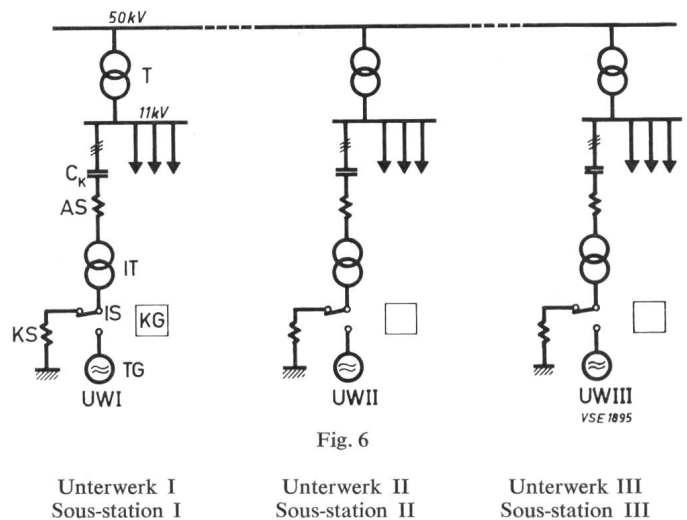 50kV
T
11kV
C_K
AS
IT
IS
KG
KS
TG
UWI
UWII
UWIII
VSE 1895
Fig. 6
Unterwerk I
Sous-station I
Unterwerk II
Sous-station II
Unterwerk III
Sous-station III